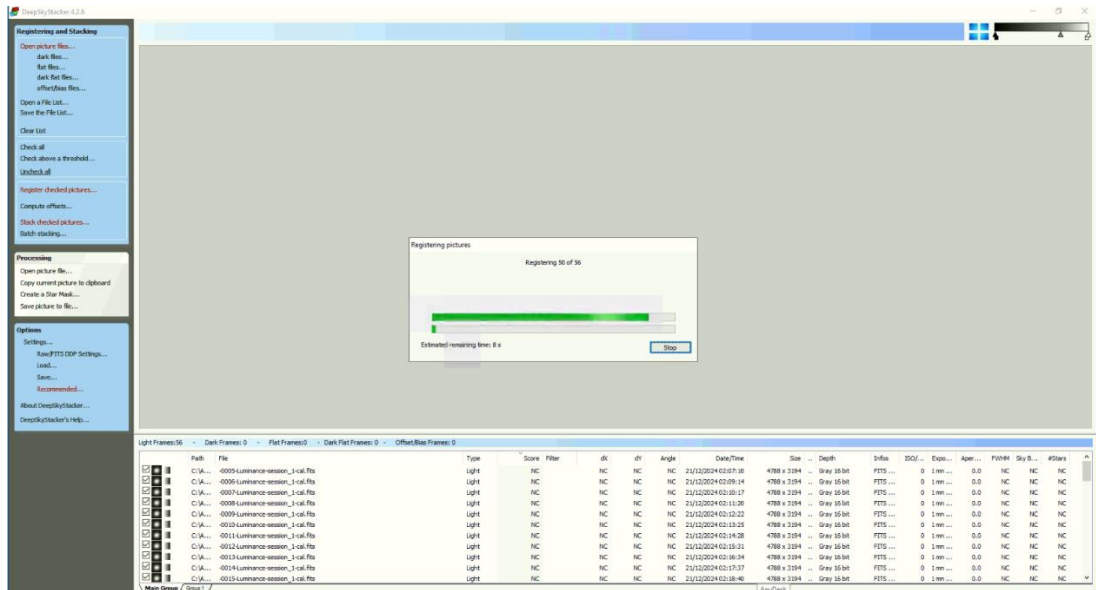 DeepSkyStacker 4.2.6
Registering and Stacking
Open picture files...
dark files...
flat files...
dark flat files...
offset/bias files...
Open a File List...
Save the File List...
Clear List
Check all
Check above a threshold...
Uncheck all
Register checked pictures...
Compute offsets...
Stack checked pictures...
Batch stacking...
Processing
Open picture file...
Copy current picture to clipboard
Create a Star Mask...
Save picture to file...
Options
Settings...
Raw/FITS DDP Settings...
Load...
Save...
Recommended...
About DeepSkyStacker...
DeepSkyStacker's Help...
Registering pictures
Registering 50 of 56
Estimated remaining time: 8 s
Stop
Light Frames:56 - Dark Frames: 0 - Flat Frames:0 - Dark Flat Frames: 0 - Offset/Bias Frames: 0
Path File Type Score Filter dX dY Angle Date/Time Size ... Depth Infos ISO/... Expo... Aper... FWHM Sky B... #Stars
C:\A... -0005-Luminance-session_1-cal.fits Light NC NC NC NC 21/12/2024 02:07:10 4788 x 3194 ... Gray 16 bit FITS ... 0 1 mn ... 0.0 NC NC NC
C:\A... -0006-Luminance-session_1-cal.fits Light NC NC NC NC 21/12/2024 02:09:14 4788 x 3194 ... Gray 16 bit FITS ... 0 1 mn ... 0.0 NC NC NC
C:\A... -0007-Luminance-session_1-cal.fits Light NC NC NC NC 21/12/2024 02:10:17 4788 x 3194 ... Gray 16 bit FITS ... 0 1 mn ... 0.0 NC NC NC
C:\A... -0008-Luminance-session_1-cal.fits Light NC NC NC NC 21/12/2024 02:11:20 4788 x 3194 ... Gray 16 bit FITS ... 0 1 mn ... 0.0 NC NC NC
C:\A... -0009-Luminance-session_1-cal.fits Light NC NC NC NC 21/12/2024 02:12:22 4788 x 3194 ... Gray 16 bit FITS ... 0 1 mn ... 0.0 NC NC NC
C:\A... -0010-Luminance-session_1-cal.fits Light NC NC NC NC 21/12/2024 02:13:25 4788 x 3194 ... Gray 16 bit FITS ... 0 1 mn ... 0.0 NC NC NC
C:\A... -0011-Luminance-session_1-cal.fits Light NC NC NC NC 21/12/2024 02:14:28 4788 x 3194 ... Gray 16 bit FITS ... 0 1 mn ... 0.0 NC NC NC
C:\A... -0012-Luminance-session_1-cal.fits Light NC NC NC NC 21/12/2024 02:15:31 4788 x 3194 ... Gray 16 bit FITS ... 0 1 mn ... 0.0 NC NC NC
C:\A... -0013-Luminance-session_1-cal.fits Light NC NC NC NC 21/12/2024 02:16:34 4788 x 3194 ... Gray 16 bit FITS ... 0 1 mn ... 0.0 NC NC NC
C:\A... -0014-Luminance-session_1-cal.fits Light NC NC NC NC 21/12/2024 02:17:37 4788 x 3194 ... Gray 16 bit FITS ... 0 1 mn ... 0.0 NC NC NC
C:\A... -0015-Luminance-session_1-cal.fits Light NC NC NC NC 21/12/2024 02:18:40 4788 x 3194 ... Gray 16 bit FITS ... 0 1 mn ... 0.0 NC NC NC
Main Group Group 1 AnyDesk